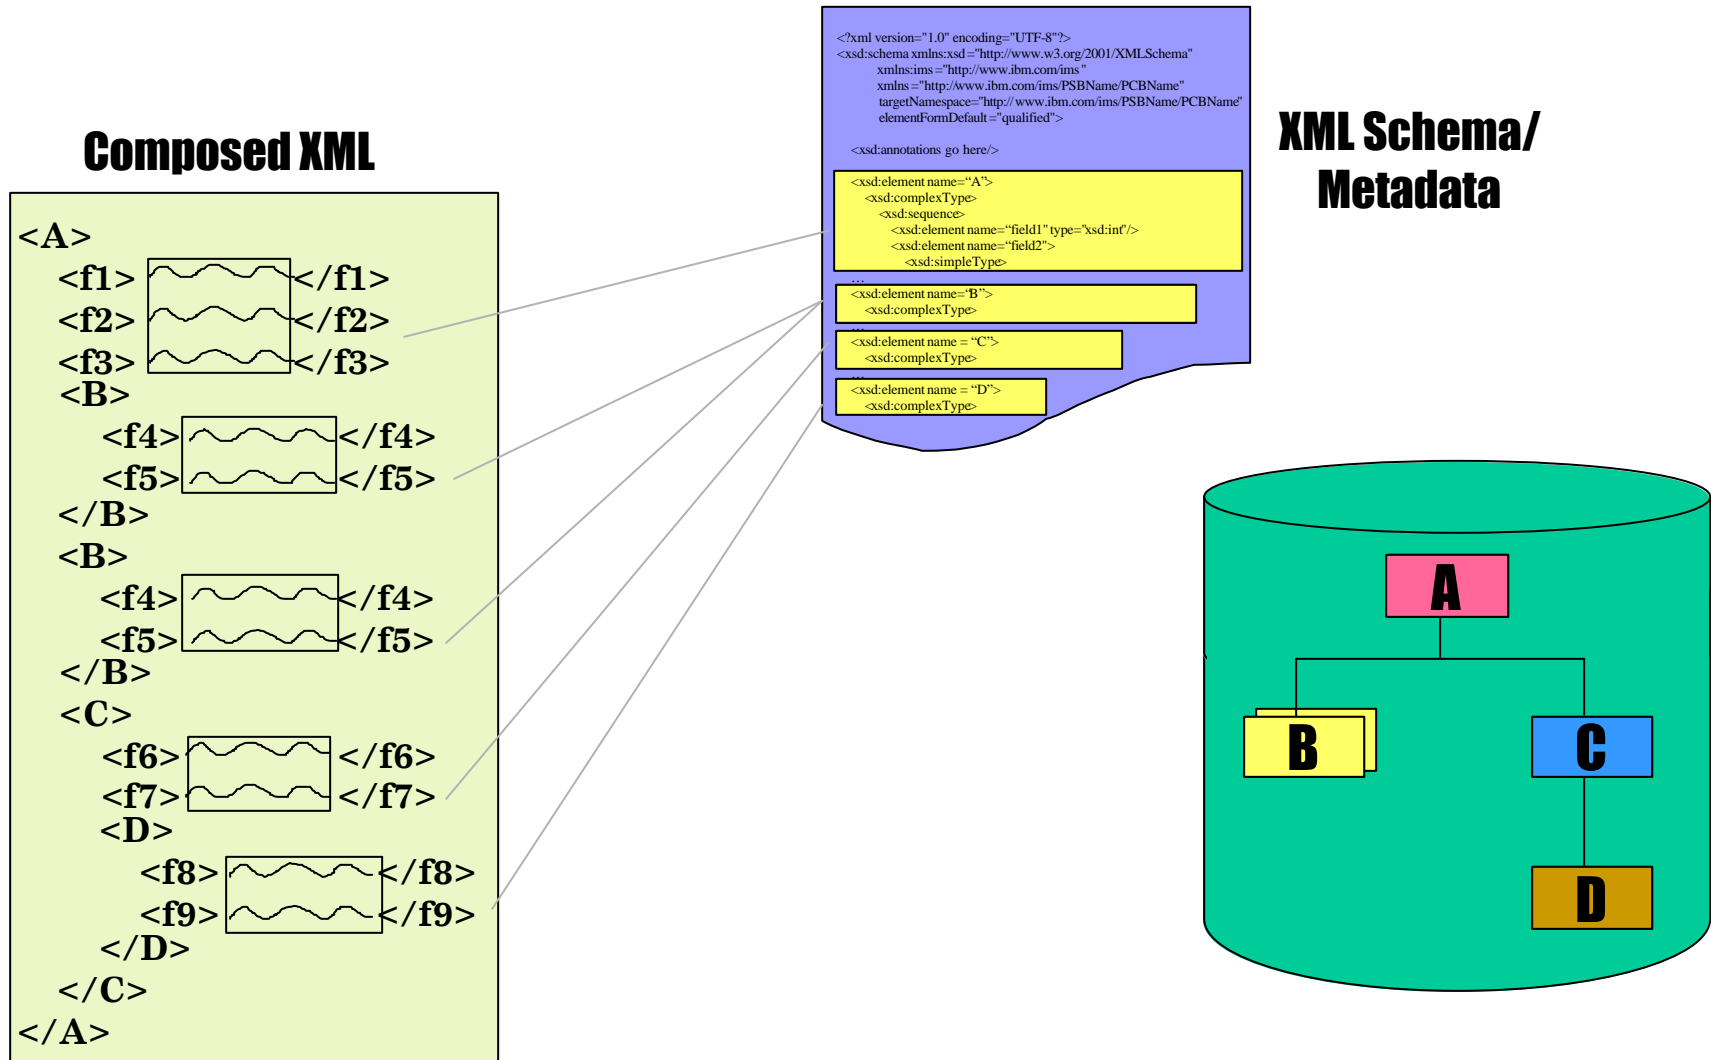 Composed XML
<A>
<f1> </f1>
<f2> </f2>
<f3> </f3>
<B>
<f4> </f4>
<f5> </f5>
</B>
<B>
<f4> </f4>
<f5> </f5>
</B>
<C>
<f6> </f6>
<f7> </f7>
<D>
<f8> </f8>
<f9> </f9>
</D>
</C>
</A>
<?xml version="1.0" encoding="UTF-8"?>
<xsd:schema xmlns:xsd="http://www.w3.org/2001/XMLSchema"
xmlns:ims="http://www.ibm.com/ims"
xmlns="http://www.ibm.com/ims/PSBName/PCBName"
targetNamespace="http://www.ibm.com/ims/PSBName/PCBName"
elementFormDefault="qualified">
<xsd:annotations go here/>
<xsd:element name=“A”>
<xsd:complexType>
<xsd:sequence>
<xsd:element name=“field1" type="xsd:int"/>
<xsd:element name=“field2">
<xsd:simpleType>
…
<xsd:element name=“B”>
<xsd:complexType>
…
<xsd:element name = “C”>
<xsd:complexType>
…
<xsd:element name = “D”>
<xsd:complexType>
XML Schema/
Metadata
A
B C
D